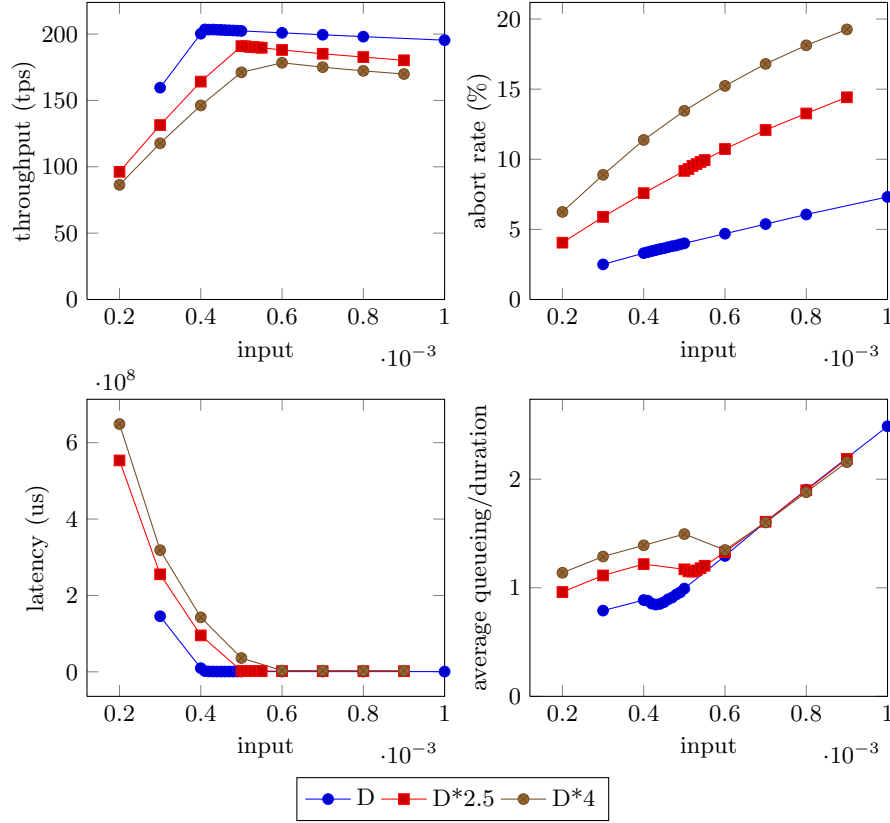 200
150
100
50
0
throughput (tps)
0.2 0.4 0.6 0.8 1
input
·10⁻³
20
15
10
5
0
abort rate (%)
0.2 0.4 0.6 0.8 1
input
·10⁻³
·10⁸
6
4
2
0
latency (us)
0.2 0.4 0.6 0.8 1
input
·10⁻³
2
1
0
average queueing/duration
0.2 0.4 0.6 0.8 1
input
·10⁻³
D D*2.5 D*4